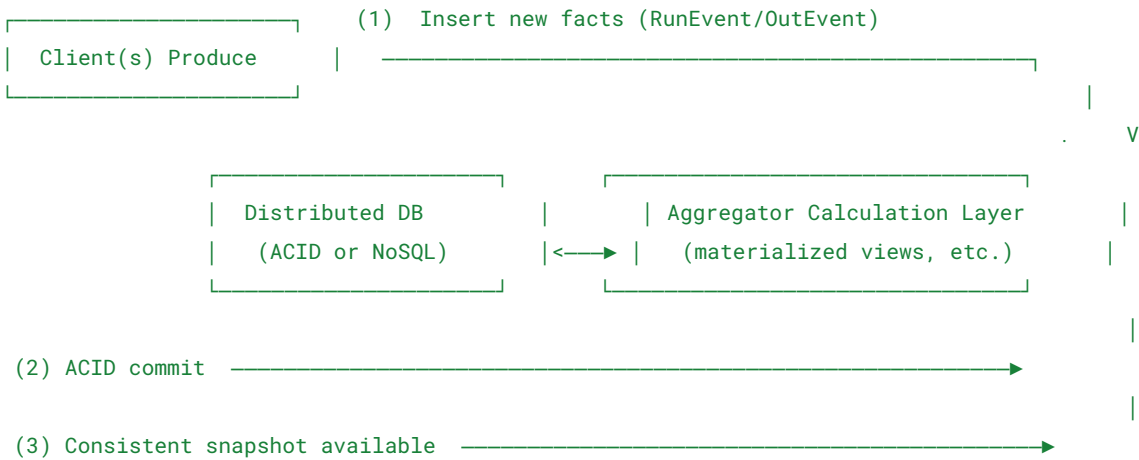 (1) Insert new facts (RunEvent/OutEvent)
Client(s) Produce
V
Distributed DB
Aggregator Calculation Layer
(ACID or NoSQL)
(materialized views, etc.)
(2) ACID commit
(3) Consistent snapshot available